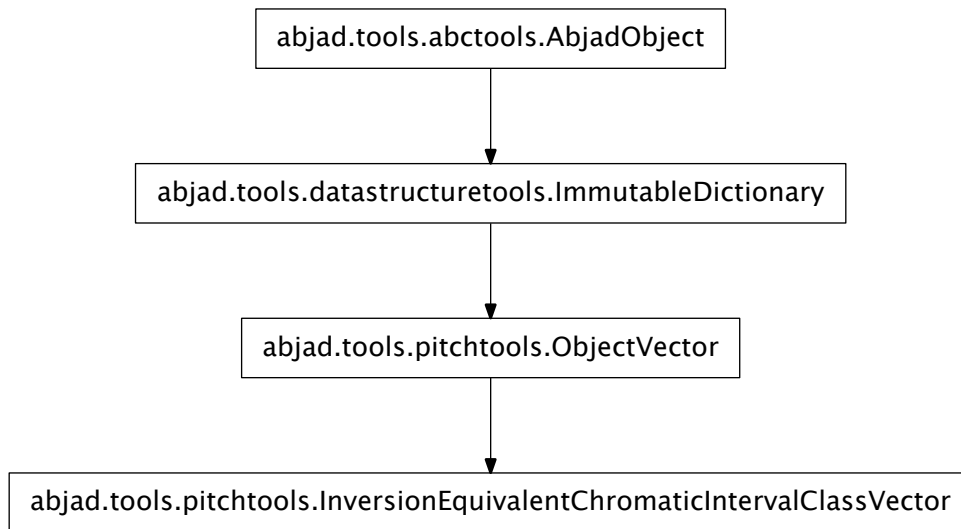 abjad.tools.abctools.AbjadObject
abjad.tools.datastructuretools.ImmutableDictionary
abjad.tools.pitchtools.ObjectVector
abjad.tools.pitchtools.InversionEquivalentChromaticIntervalClassVector